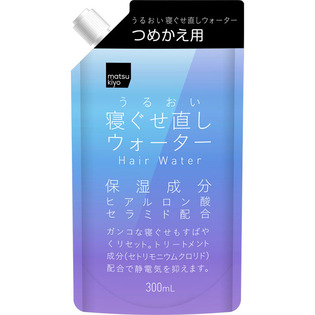 うるおい寝ぐせ直しウォーター
つめかえ用
matsu
kiyo
うるおい
寝ぐせ直し
ウォーター
Hair Water
保湿成分
ヒアルロン酸
セラミド配合
ガンコな寝ぐせもすばや
くリセット。トリートメント
成分(セトリモニウムクロリド)
配合で静電気を抑えます。
300mL